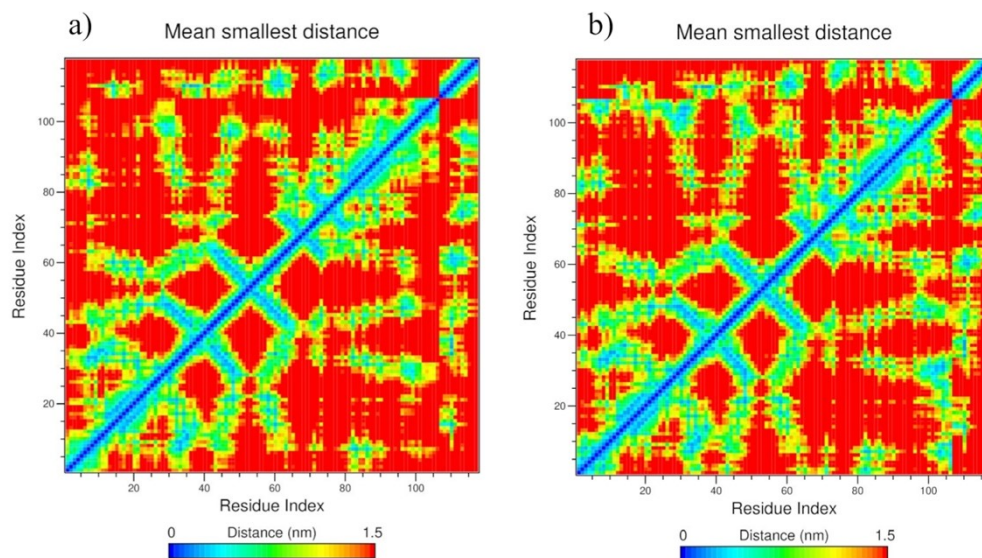 a)
Mean smallest distance
Residue Index
100
80
60
40
20
20 40 60 80 100
Residue Index
0 Distance (nm) 1.5
b)
Mean smallest distance
Residue Index
100
80
60
40
20
20 40 60 80 100
Residue Index
0 Distance (nm) 1.5